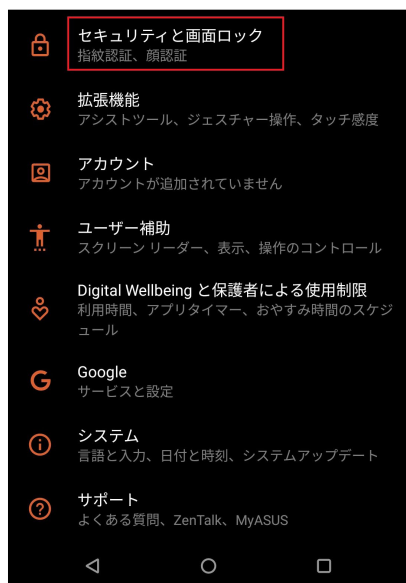 セキュリティと画面ロック
指紋認証、顔認証
拡張機能
アシストツール、ジェスチャー操作、タッチ感度
アカウント
アカウントが追加されていません
ユーザー補助
スクリーン リーダー、表示、操作のコントロール
Digital Wellbeing と保護者による使用制限
利用時間、アプリタイマー、おやすみ時間のスケジ
ュール
Google
サービスと設定
システム
言語と入力、日付と時刻、システムアップデート
サポート
よくある質問、ZenTalk、MyASUS